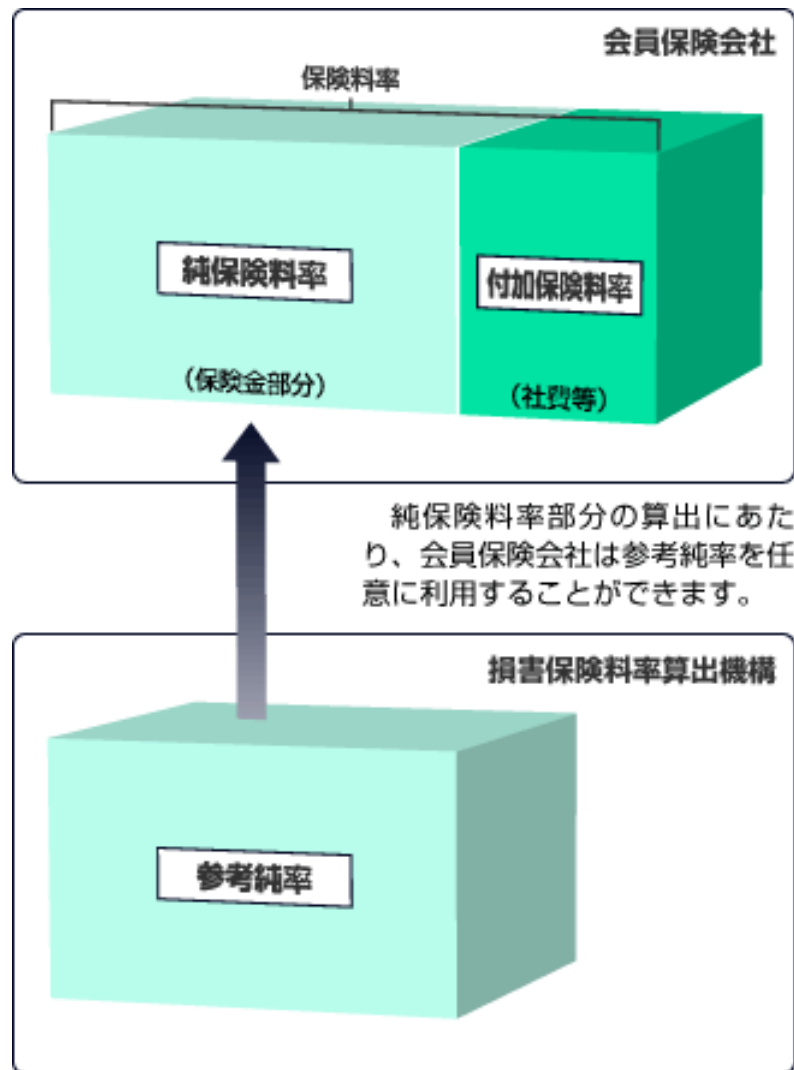 会員保険会社
保険料率
純保険料率
付加保険料率
(保険金部分)
(社費等)
純保険料率部分の算出にあた
り、会員保険会社は参考純率を任
意に利用することができます。
損害保険料率算出機構
参考純率